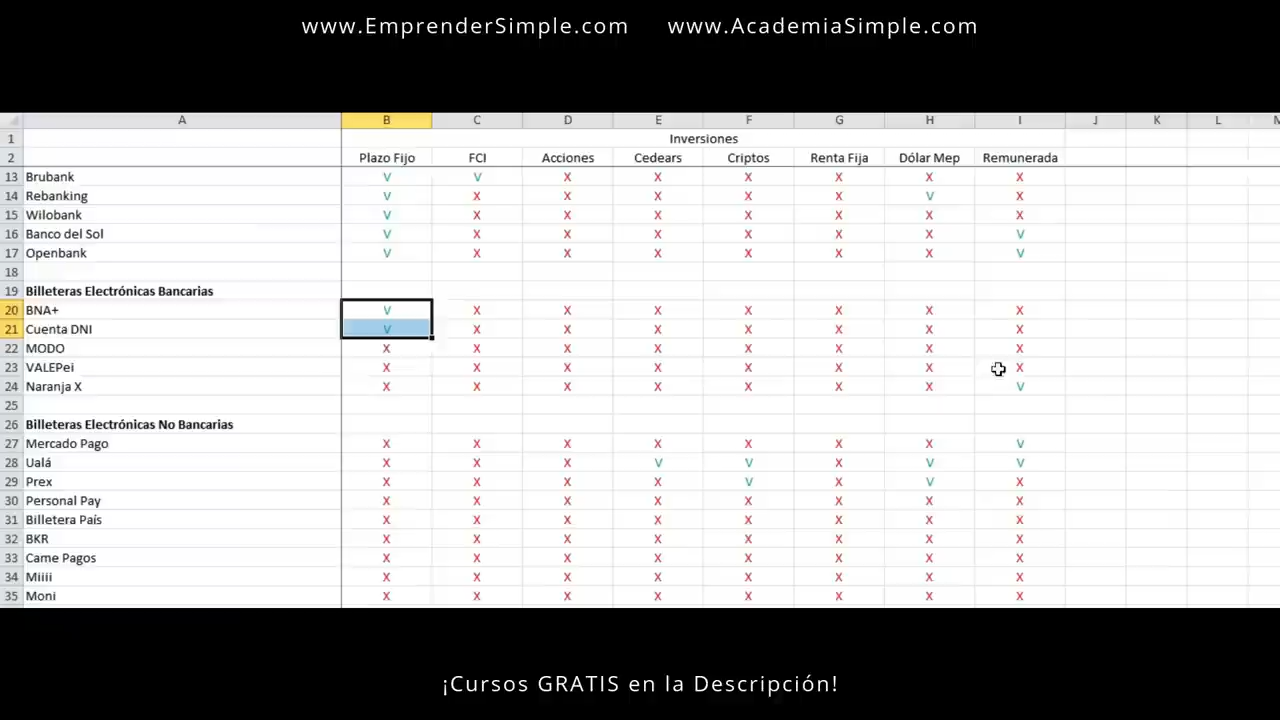 www.EmprenderSimple.com www.AcademiaSimple.com
A B C D E F G H I J K L M
1 Inversiones
2 Plazo Fijo FCI Acciones Cedears Criptos Renta Fija Dólar Mep Remunerada
13 Brubank V V X X X X X X
14 Rebanking V X X X X X V X
15 Wilobank V X X X X X X X
16 Banco del Sol V X X X X X X V
17 Openbank V X X X X X X V
18
19 Billeteras Electrónicas Bancarias
20 BNA+ V X X X X X X X
21 Cuenta DNI V X X X X X X X
22 MODO X X X X X X X X
23 VALEPei X X X X X X X X
24 Naranja X X X X X X X X V
25
26 Billeteras Electrónicas No Bancarias
27 Mercado Pago X X X X X X X V
28 Ualá X X X V V X V V
29 Prex X X X X V X V X
30 Personal Pay X X X X X X X X
31 Billetera País X X X X X X X X
32 BKR X X X X X X X X
33 Came Pagos X X X X X X X X
34 Miiii X X X X X X X X
35 Moni X X X X X X X X
¡Cursos GRATIS en la Descripción!